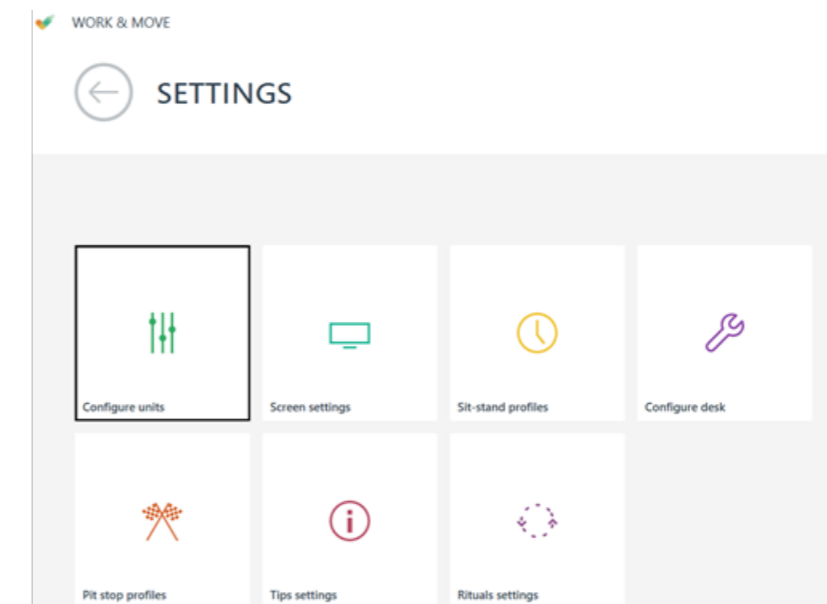 WORK & MOVE
SETTINGS
Configure units
Screen settings
Sit-stand profiles
Configure desk
Pit stop profiles
Tips settings
Rituals settings